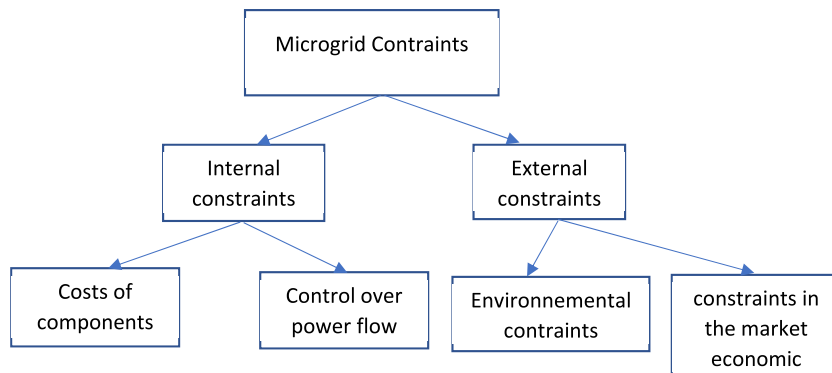 Microgrid Contraints
Internal
constraints
External
constraints
Costs of
components
Control over
power flow
Environnemental
contraints
constraints in
the market
economic